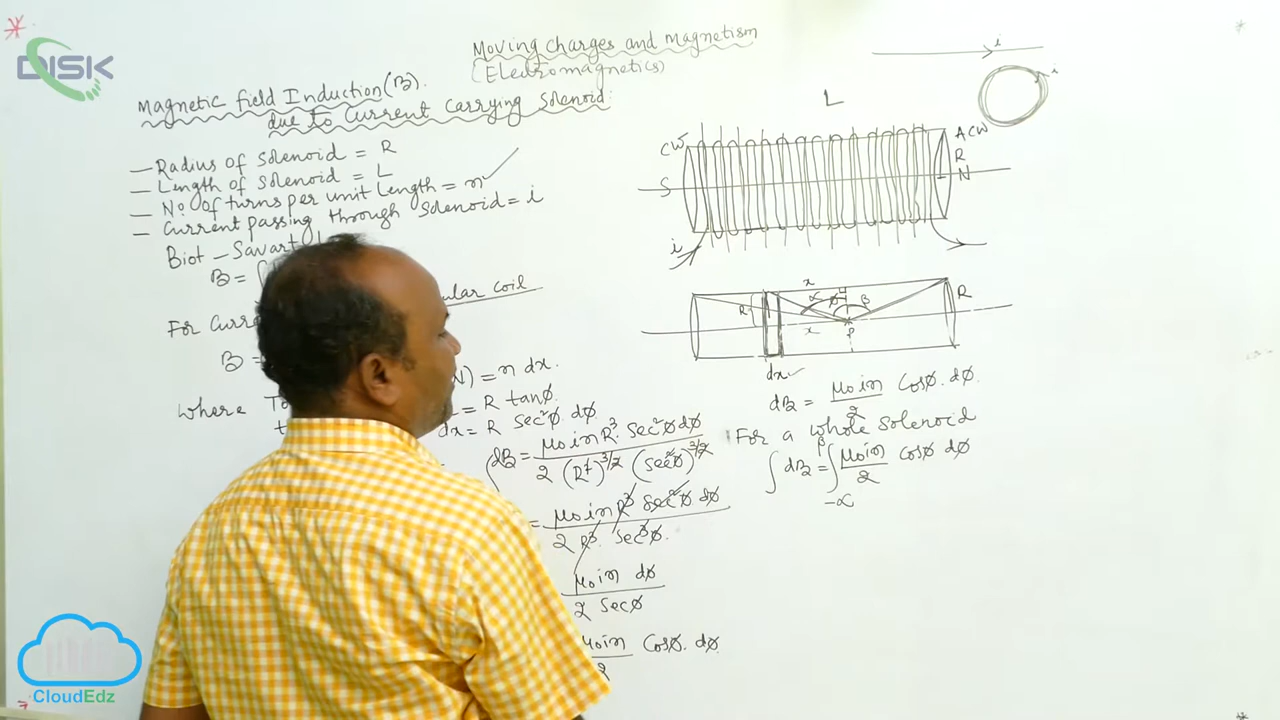 DISK
Moving charges and magnetism
(Electromagnetics)
Magnetic field Induction (B).
due to current carrying Solenoid
— Radius of solenoid = R
— Length of solenoid = L
— No. of turns per unit length = n ✓
— Current passing through solenoid = i
Biot – Savart
B = ∫
For Curr
ular coil
B =
Where To
N) = n dx.
= R tanφ.
dx = R sec²φ dφ
dB = μ₀ i n R³. sec²φ dφ / 2 (R²)^3/2 (sec²φ)^3/2
= μ₀ i n R³ sec²φ dφ / 2 R³. sec³φ.
μ₀ i n dφ / 2 secφ
μ₀ i n / 2 cosφ. dφ
i
i
L
CW
ACW
R
S
N
i
x
α φ β
R
R
x
P
dx ✓
dB = μ₀ i n / 2 cosφ. dφ
For a whole solenoid
∫ dB = ∫ β -α μ₀ i n / 2 cosφ dφ
CloudEdz